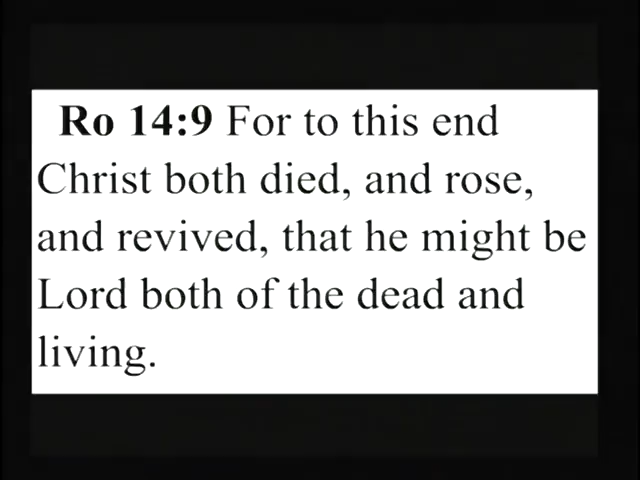 Ro 14:9 For to this end
Christ both died, and rose,
and revived, that he might be
Lord both of the dead and
living.